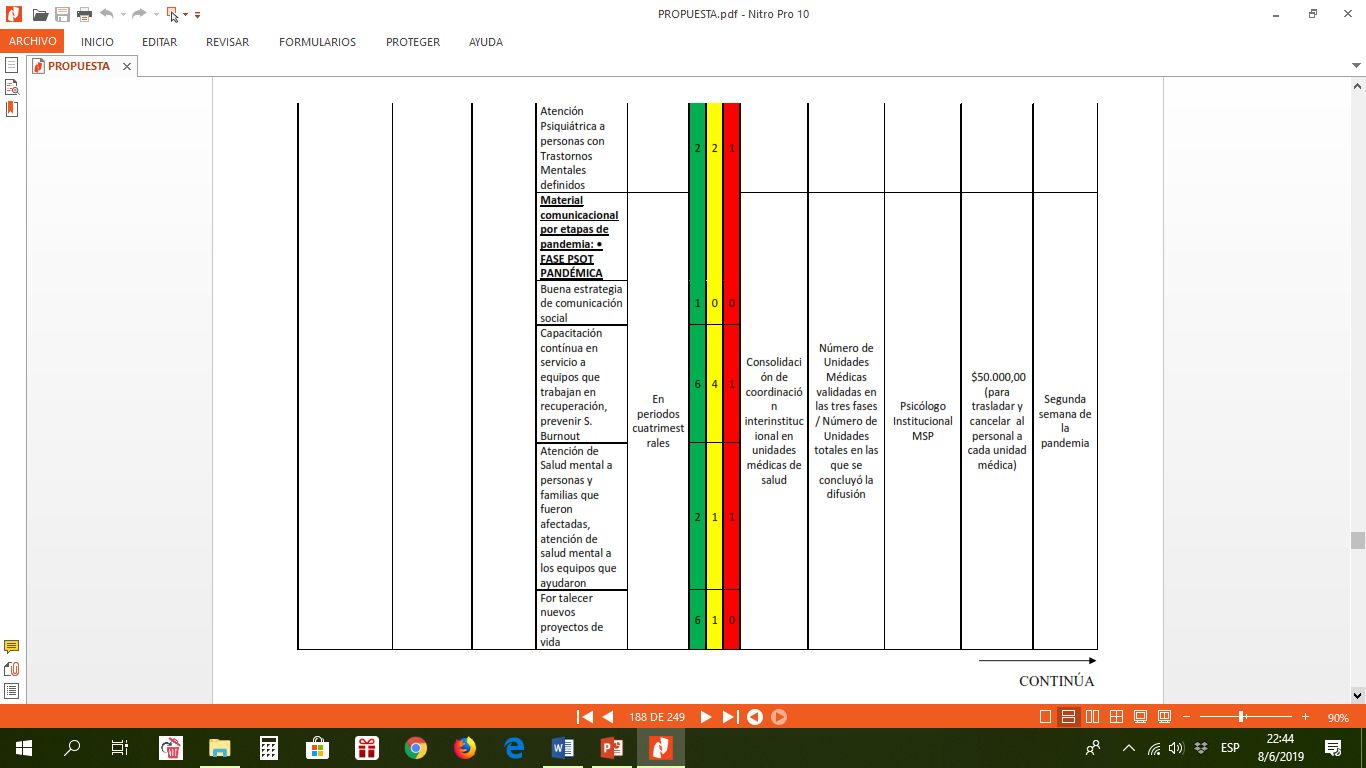 PROPUESTA.pdf - Nitro Pro 10
ARCHIVO INICIO EDITAR REVISAR FORMULARIOS PROTEGER AYUDA
PROPUESTA
Atención
Psiquiátrica a
personas con
Trastornos
Mentales
definidos
2 2 1
Material
comunicacional
por etapas de
pandemia: •
FASE PSOT
PANDÉMICA
Buena estrategia
de comunicación
social
1 0 0
Capacitación
contínua en
servicio a
equipos que
trabajan en
recuperación,
prevenir S.
Burnout
6 4 1
Atención de
Salud mental a
personas y
familias que
fueron
afectadas,
atención de
salud mental a
los equipos que
ayudaron
2 1 1
For talecer
nuevos
proyectos de
vida
6 1 0
En
periodos
cuatrimest
rales
Consolidaci
ón de
coordinació
n
interinstituc
ional en
unidades
médicas de
salud
Número de
Unidades
Médicas
validadas en
las tres fases
/ Número de
Unidades
totales en las
que se
concluyó la
difusión
Psicólogo
Institucional
MSP
$50.000,00
(para
trasladar y
cancelar al
personal a
cada unidad
médica)
Segunda
semana de
la
pandemia
CONTINÚA
188 DE 249
90%
ESP
22:44
8/6/2019